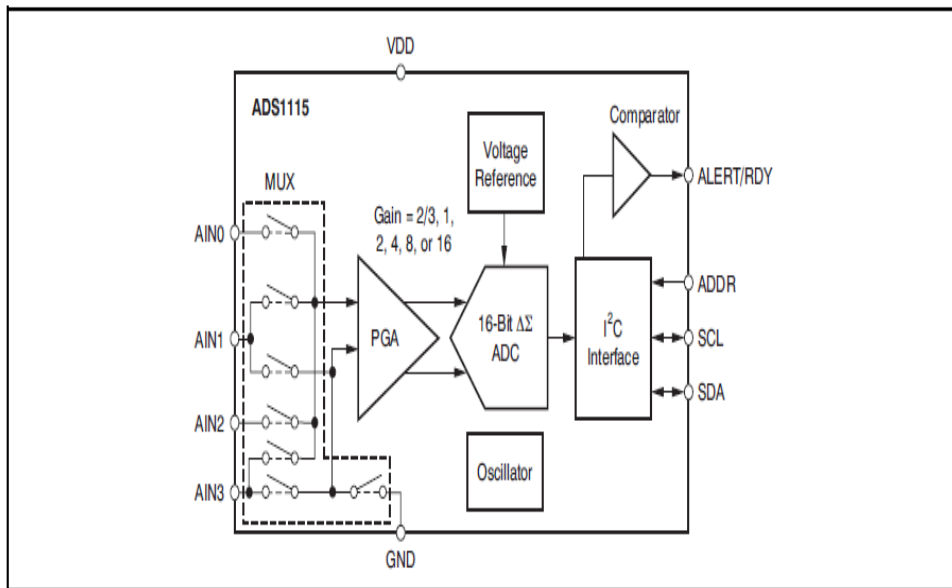 VDD
ADS1115
Comparator
Voltage
Reference
MUX
ALERT/RDY
Gain = 2/3, 1,
2, 4, 8, or 16
AIN0
ADDR
AIN1
PGA
16-Bit ΔΣ
ADC
I²C
Interface
SCL
SDA
AIN2
Oscillator
AIN3
GND